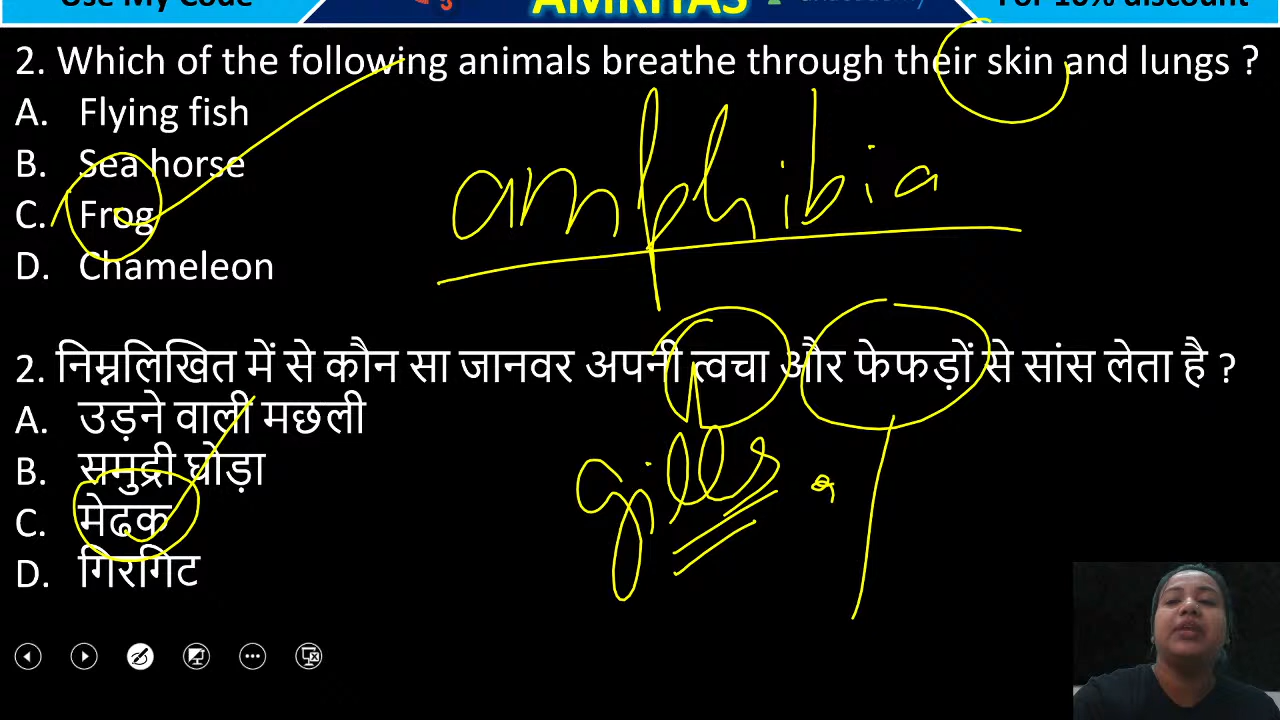 Use My Code
AMRITAS
For 10% discount
2. Which of the following animals breathe through their skin and lungs ?
A. Flying fish
B. Sea horse
C. Frog
D. Chameleon
amphibia
2. निम्नलिखित में से कौन सा जानवर अपनी त्वचा और फेफड़ों से सांस लेता है ?
A. उड़ने वाली मछली
B. समुद्री घोड़ा
C. मेढक
D. गिरगिट
gills